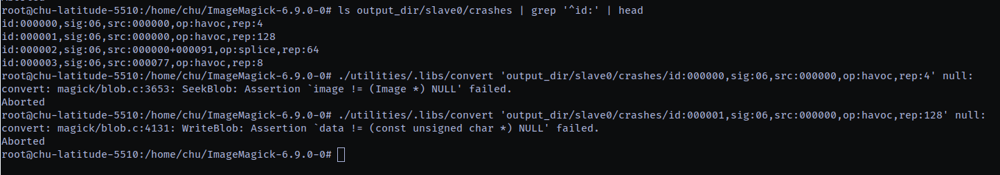 root@chu-latitude-5510:/home/chu/ImageMagick-6.9.0-0# ls output_dir/slave0/crashes | grep '^id:' | head
id:000000,sig:06,src:000000,op:havoc,rep:4
id:000001,sig:06,src:000000,op:havoc,rep:128
id:000002,sig:06,src:000000+000091,op:splice,rep:64
id:000003,sig:06,src:000077,op:havoc,rep:8
root@chu-latitude-5510:/home/chu/ImageMagick-6.9.0-0# ./utilities/.libs/convert 'output_dir/slave0/crashes/id:000000,sig:06,src:000000,op:havoc,rep:4' null:
convert: magick/blob.c:3653: SeekBlob: Assertion `image != (Image *) NULL' failed.
Aborted
root@chu-latitude-5510:/home/chu/ImageMagick-6.9.0-0# ./utilities/.libs/convert 'output_dir/slave0/crashes/id:000001,sig:06,src:000000,op:havoc,rep:128' null:
convert: magick/blob.c:4131: WriteBlob: Assertion `data != (const unsigned char *) NULL' failed.
Aborted
root@chu-latitude-5510:/home/chu/ImageMagick-6.9.0-0#